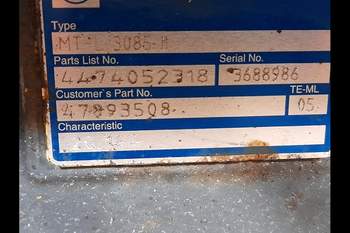 Type
MT-L 3085 H
Parts List No. Serial No.
4474052318 3688986
Customer's Part No. TE-ML
47893508 05
Characteristic